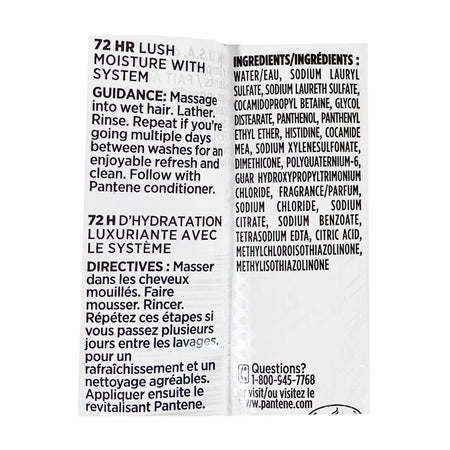 72 HR LUSH
MOISTURE WITH
SYSTEM
GUIDANCE: Massage
into wet hair. Lather.
Rinse. Repeat if you're
going multiple days
between washes for an
enjoyable refresh and
clean. Follow with
Pantene conditioner.
72 H D'HYDRATATION
LUXURIANTE AVEC
LE SYSTÈME
DIRECTIVES : Masser
dans les cheveux
mouillés. Faire
mousser. Rincer.
Répétez ces étapes si
vous passez plusieurs
jours entre les lavages,
pour un
rafraîchissement et un
nettoyage agréables.
Appliquer ensuite le
revitalisant Pantene.
INGREDIENTS/INGRÉDIENTS :
WATER/EAU, SODIUM LAURYL
SULFATE, SODIUM LAURETH SULFATE,
COCAMIDOPROPYL BETAINE, GLYCOL
DISTEARATE, PANTHENOL, PANTHENYL
ETHYL ETHER, HISTIDINE, COCAMIDE
MEA, SODIUM XYLENESULFONATE,
DIMETHICONE, POLYQUATERNIUM-6,
GUAR HYDROXYPROPYLTRIMONIUM
CHLORIDE, FRAGRANCE/PARFUM,
SODIUM CHLORIDE, SODIUM
CITRATE, SODIUM BENZOATE,
TETRASODIUM EDTA, CITRIC ACID,
METHYLCHLOROISOTHIAZOLINONE,
METHYLISOTHIAZOLINONE
Questions?
1-800-945-7768
or visit/ou visitez le
www.pantene.com